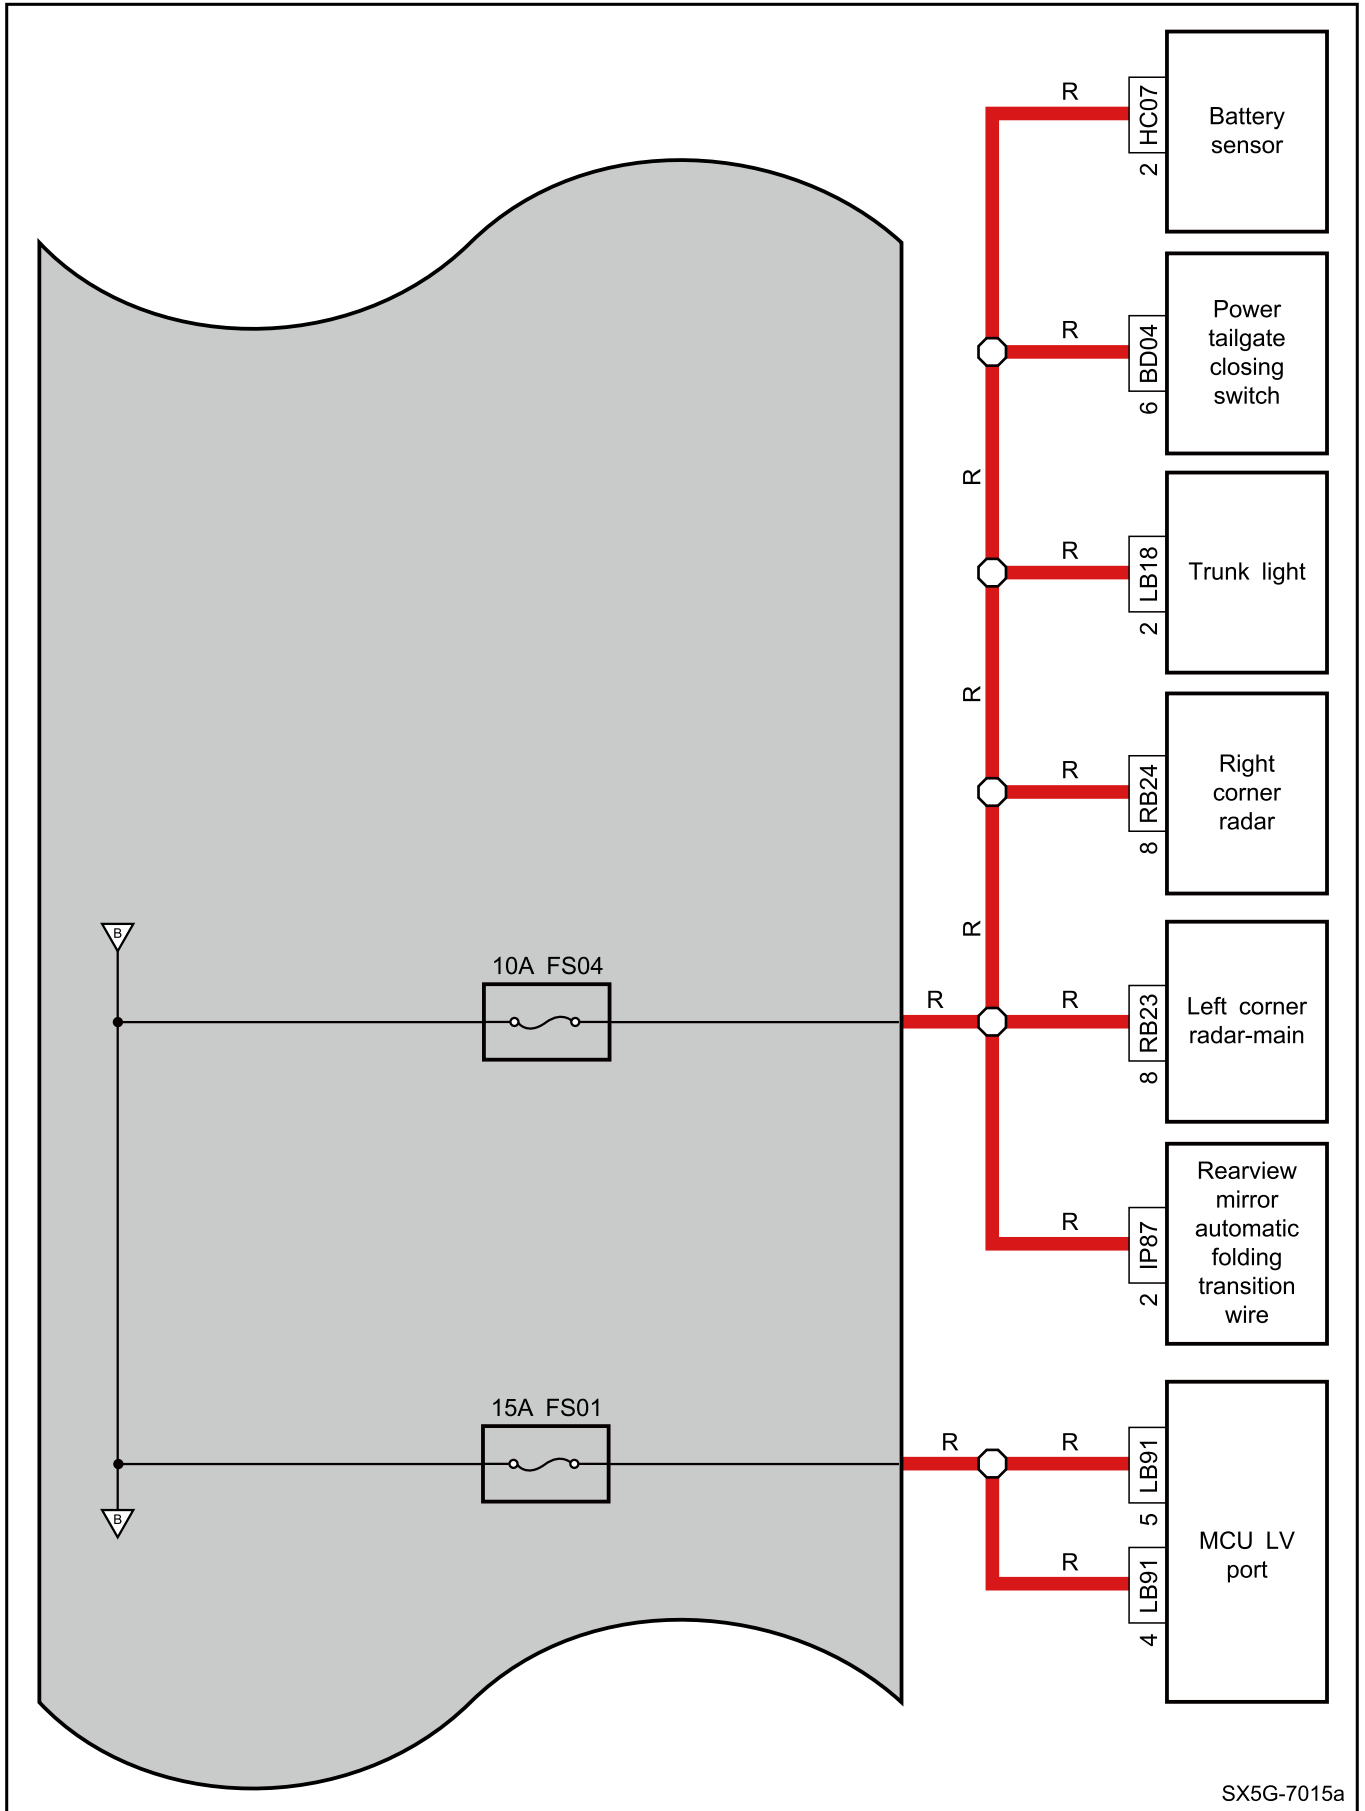 R
HC07
2
Battery
sensor
R
BD04
6
Power
tailgate
closing
switch
R
R
LB18
2
Trunk light
R
R
RB24
8
Right
corner
radar
R
B
10A FS04
R
R
RB23
8
Left corner
radar-main
R
IP87
2
Rearview
mirror
automatic
folding
transition
wire
15A FS01
R
R
LB91
5
B
R
LB91
4
MCU LV
port
SX5G-7015a